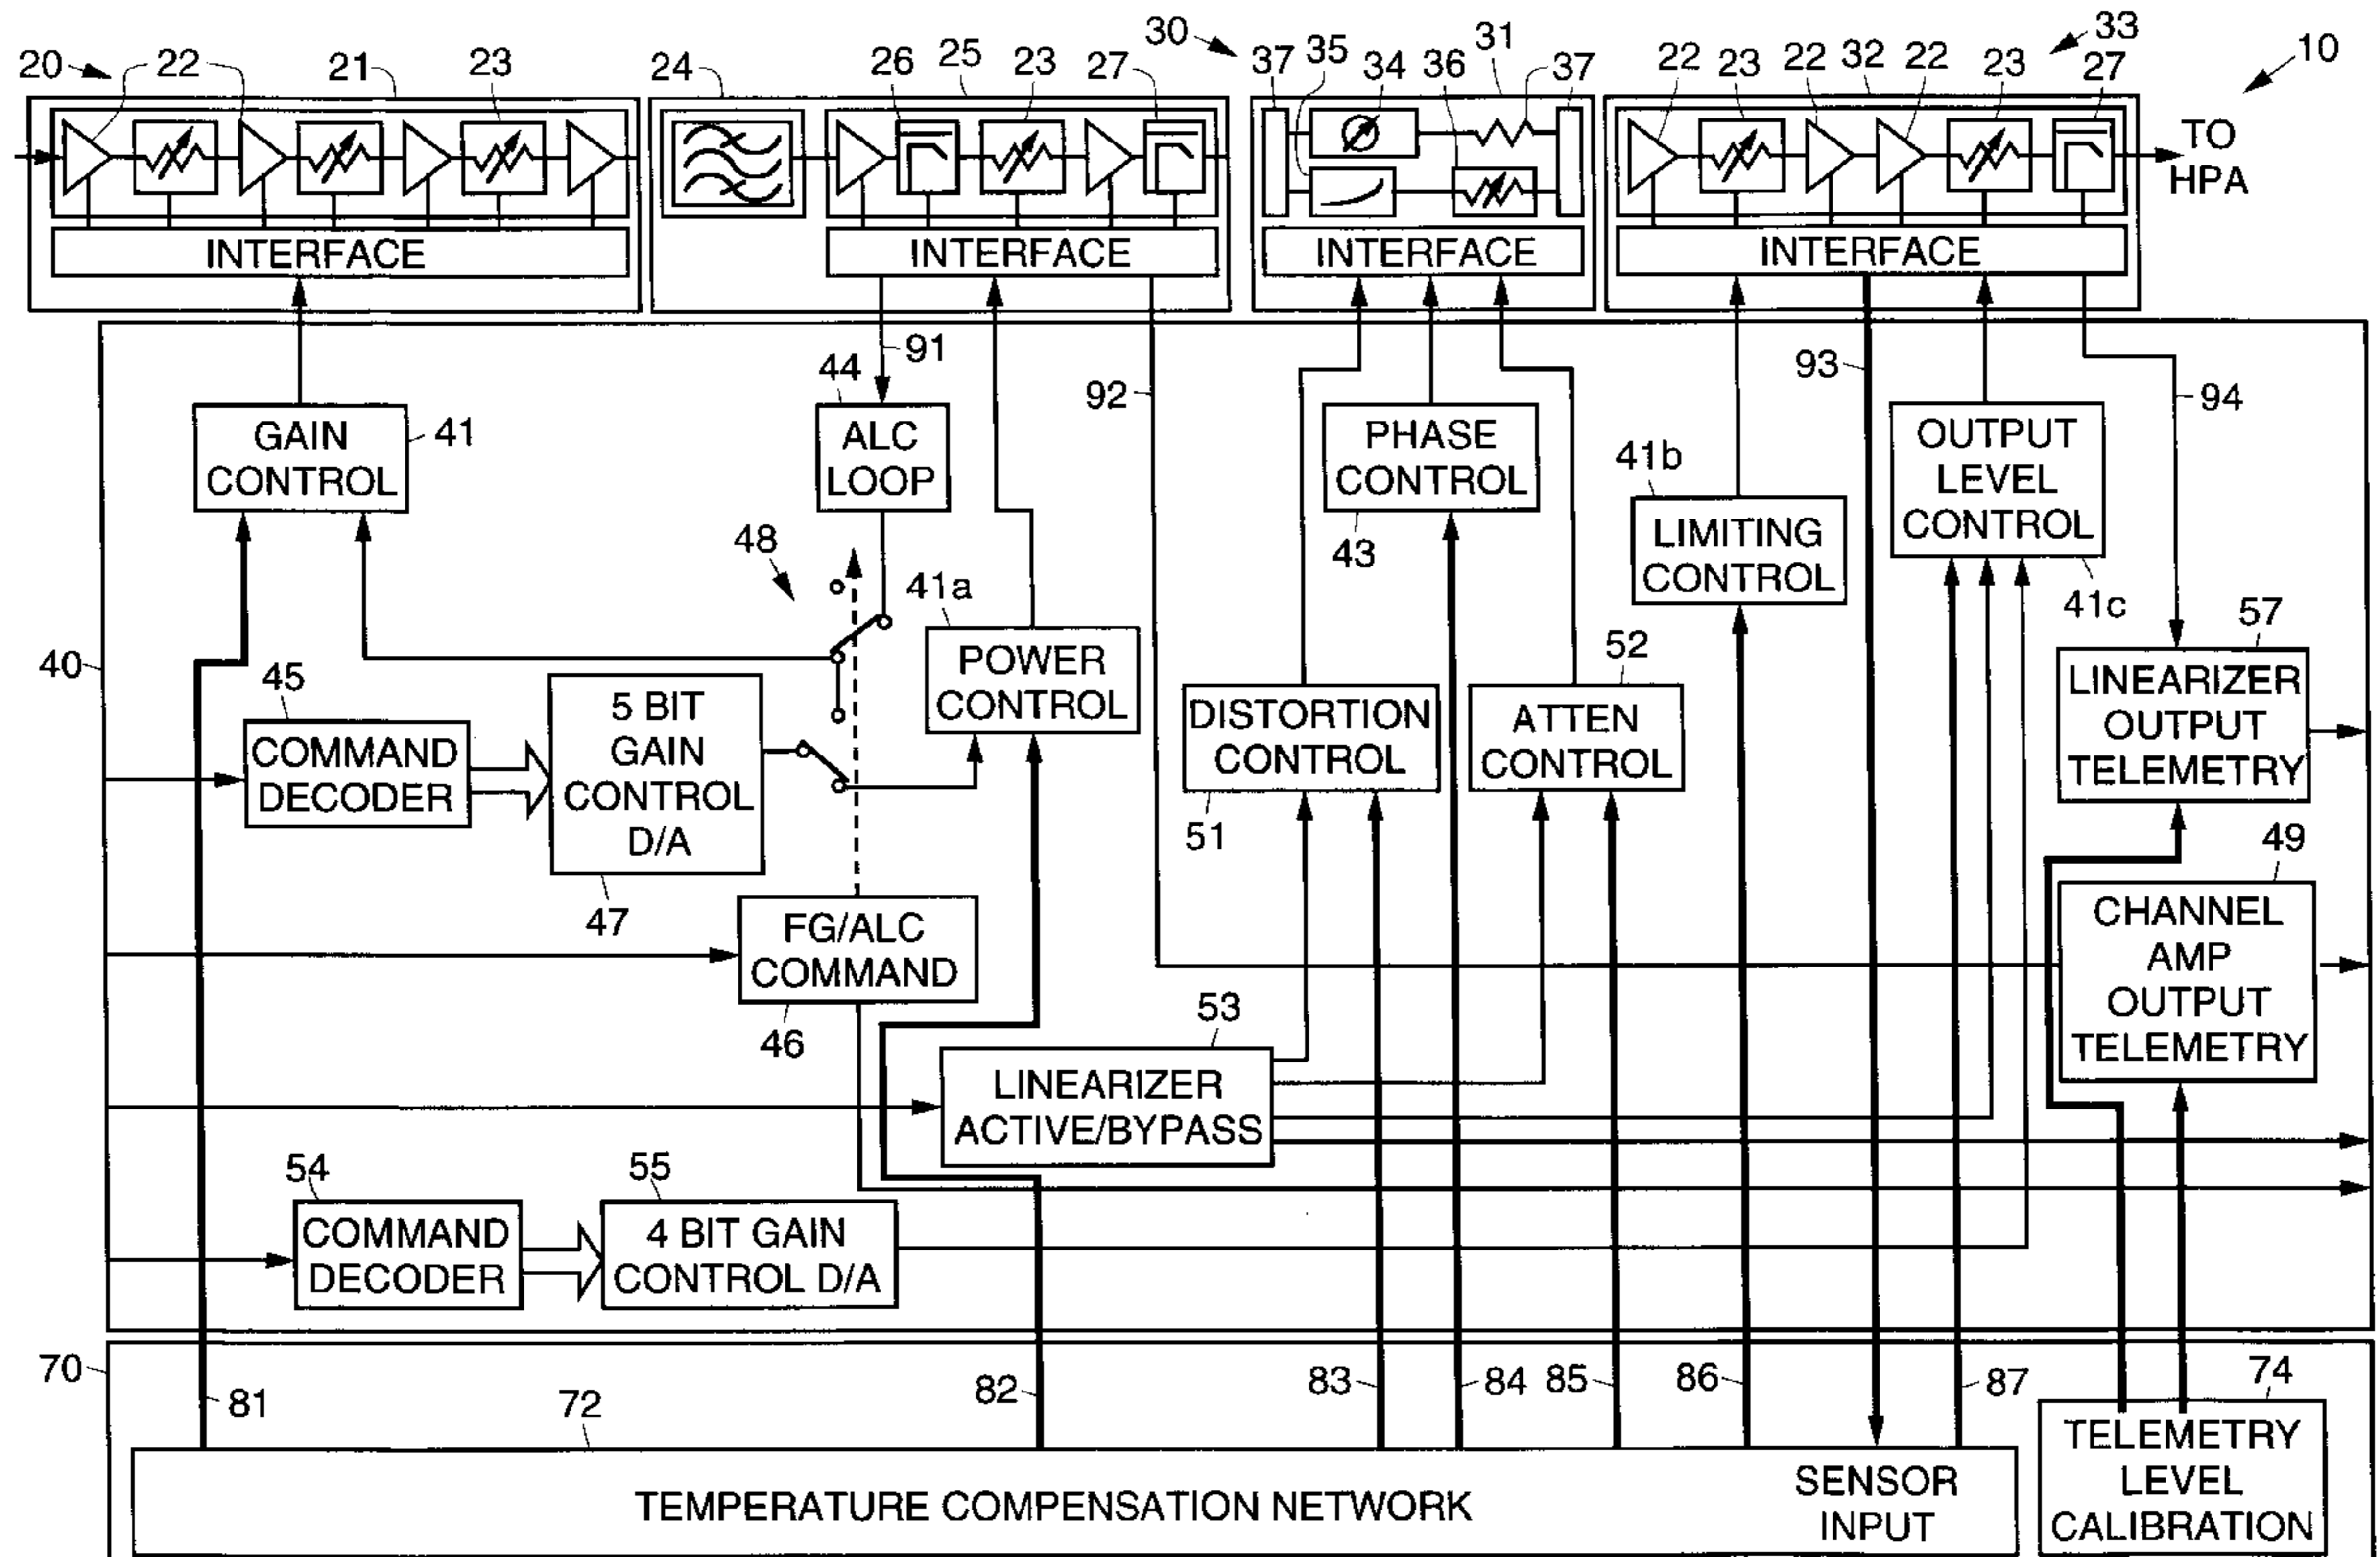 20 22 21 23 24 26 25 23 27 30 37 35 34 36 31 37 22 23 22 32 22 33 23 27 10
TO
HPA
INTERFACE INTERFACE INTERFACE INTERFACE
91 92 93 94
44
GAIN
CONTROL
41
ALC
LOOP
PHASE
CONTROL
43
41b
LIMITING
CONTROL
OUTPUT
LEVEL
CONTROL
41c
48
41a
POWER
CONTROL
40
45
COMMAND
DECODER
5 BIT
GAIN
CONTROL
D/A
47
DISTORTION
CONTROL
51
52
ATTEN
CONTROL
57
LINEARIZER
OUTPUT
TELEMETRY
49
CHANNEL
AMP
OUTPUT
TELEMETRY
FG/ALC
COMMAND
46
53
LINEARIZER
ACTIVE/BYPASS
54
COMMAND
DECODER
55
4 BIT GAIN
CONTROL D/A
70
81 72 82 83 84 85 86 87 74
TEMPERATURE COMPENSATION NETWORK
SENSOR
INPUT
TELEMETRY
LEVEL
CALIBRATION